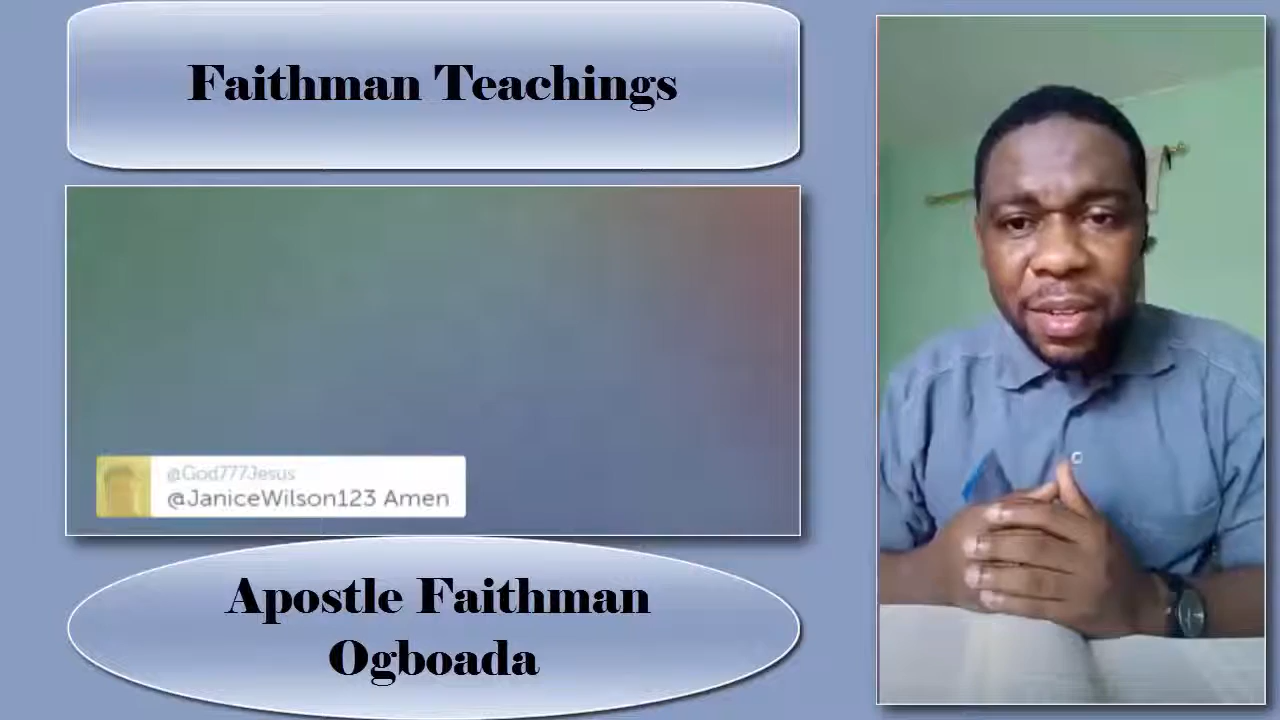 Faithman Teachings
@God777Jesus
@JaniceWilson123 Amen
Apostle Faithman
Ogboada